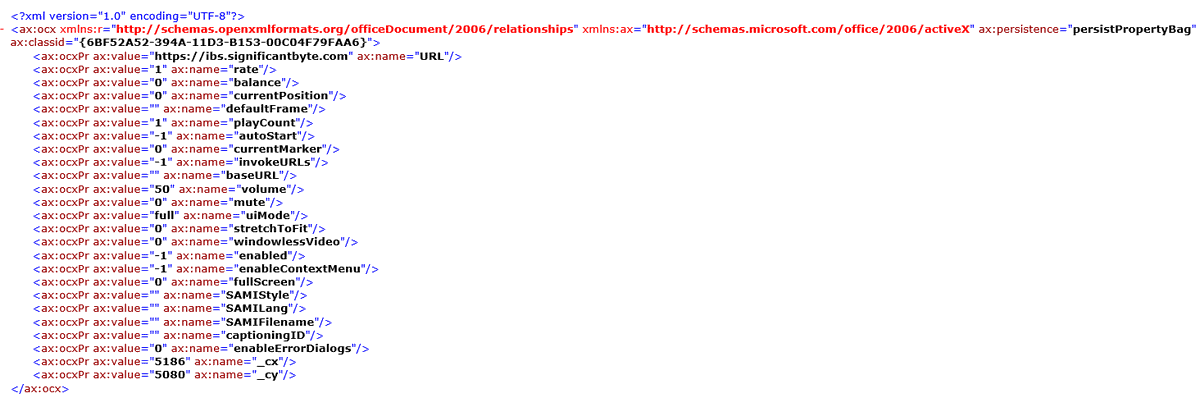 <?xml version="1.0" encoding="UTF-8"?>
- <ax:ocx xmlns:r="http://schemas.openxmlformats.org/officeDocument/2006/relationships" xmlns:ax="http://schemas.microsoft.com/office/2006/activeX" ax:persistence="persistPropertyBag"
ax:classid="{6BF52A52-394A-11D3-B153-00C04F79FAA6}">
<ax:ocxPr ax:value="https://ibs.significantbyte.com" ax:name="URL"/>
<ax:ocxPr ax:value="1" ax:name="rate"/>
<ax:ocxPr ax:value="0" ax:name="balance"/>
<ax:ocxPr ax:value="0" ax:name="currentPosition"/>
<ax:ocxPr ax:value="" ax:name="defaultFrame"/>
<ax:ocxPr ax:value="1" ax:name="playCount"/>
<ax:ocxPr ax:value="-1" ax:name="autoStart"/>
<ax:ocxPr ax:value="0" ax:name="currentMarker"/>
<ax:ocxPr ax:value="-1" ax:name="invokeURLs"/>
<ax:ocxPr ax:value="" ax:name="baseURL"/>
<ax:ocxPr ax:value="50" ax:name="volume"/>
<ax:ocxPr ax:value="0" ax:name="mute"/>
<ax:ocxPr ax:value="full" ax:name="uiMode"/>
<ax:ocxPr ax:value="0" ax:name="stretchToFit"/>
<ax:ocxPr ax:value="0" ax:name="windowlessVideo"/>
<ax:ocxPr ax:value="-1" ax:name="enabled"/>
<ax:ocxPr ax:value="-1" ax:name="enableContextMenu"/>
<ax:ocxPr ax:value="0" ax:name="fullScreen"/>
<ax:ocxPr ax:value="" ax:name="SAMIStyle"/>
<ax:ocxPr ax:value="" ax:name="SAMILang"/>
<ax:ocxPr ax:value="" ax:name="SAMIFilename"/>
<ax:ocxPr ax:value="" ax:name="captioningID"/>
<ax:ocxPr ax:value="0" ax:name="enableErrorDialogs"/>
<ax:ocxPr ax:value="5186" ax:name="_cx"/>
<ax:ocxPr ax:value="5080" ax:name="_cy"/>
</ax:ocx>